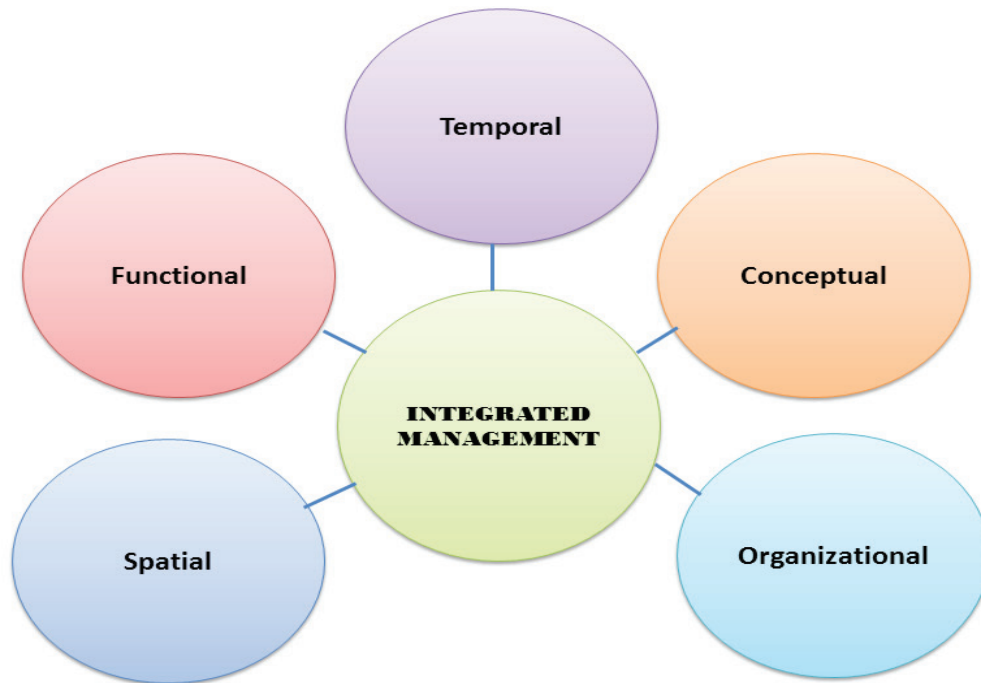 Temporal
Functional
Conceptual
INTEGRATED
MANAGEMENT
Spatial
Organizational